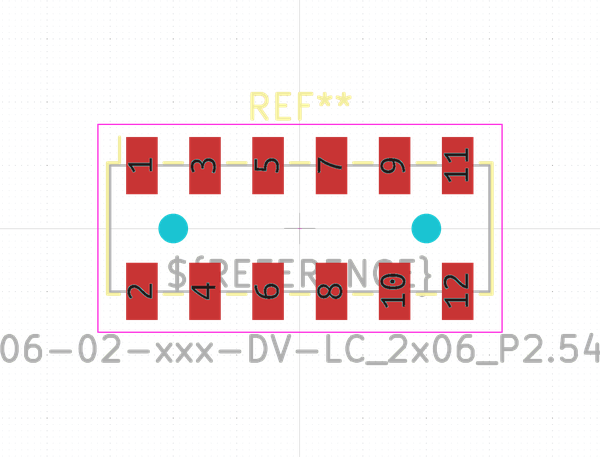 REF**
1 3 5 7 9 11
${REFERENCE}
2 4 6 8 10 12
06-02-xxx-DV-LC_2x06_P2.54